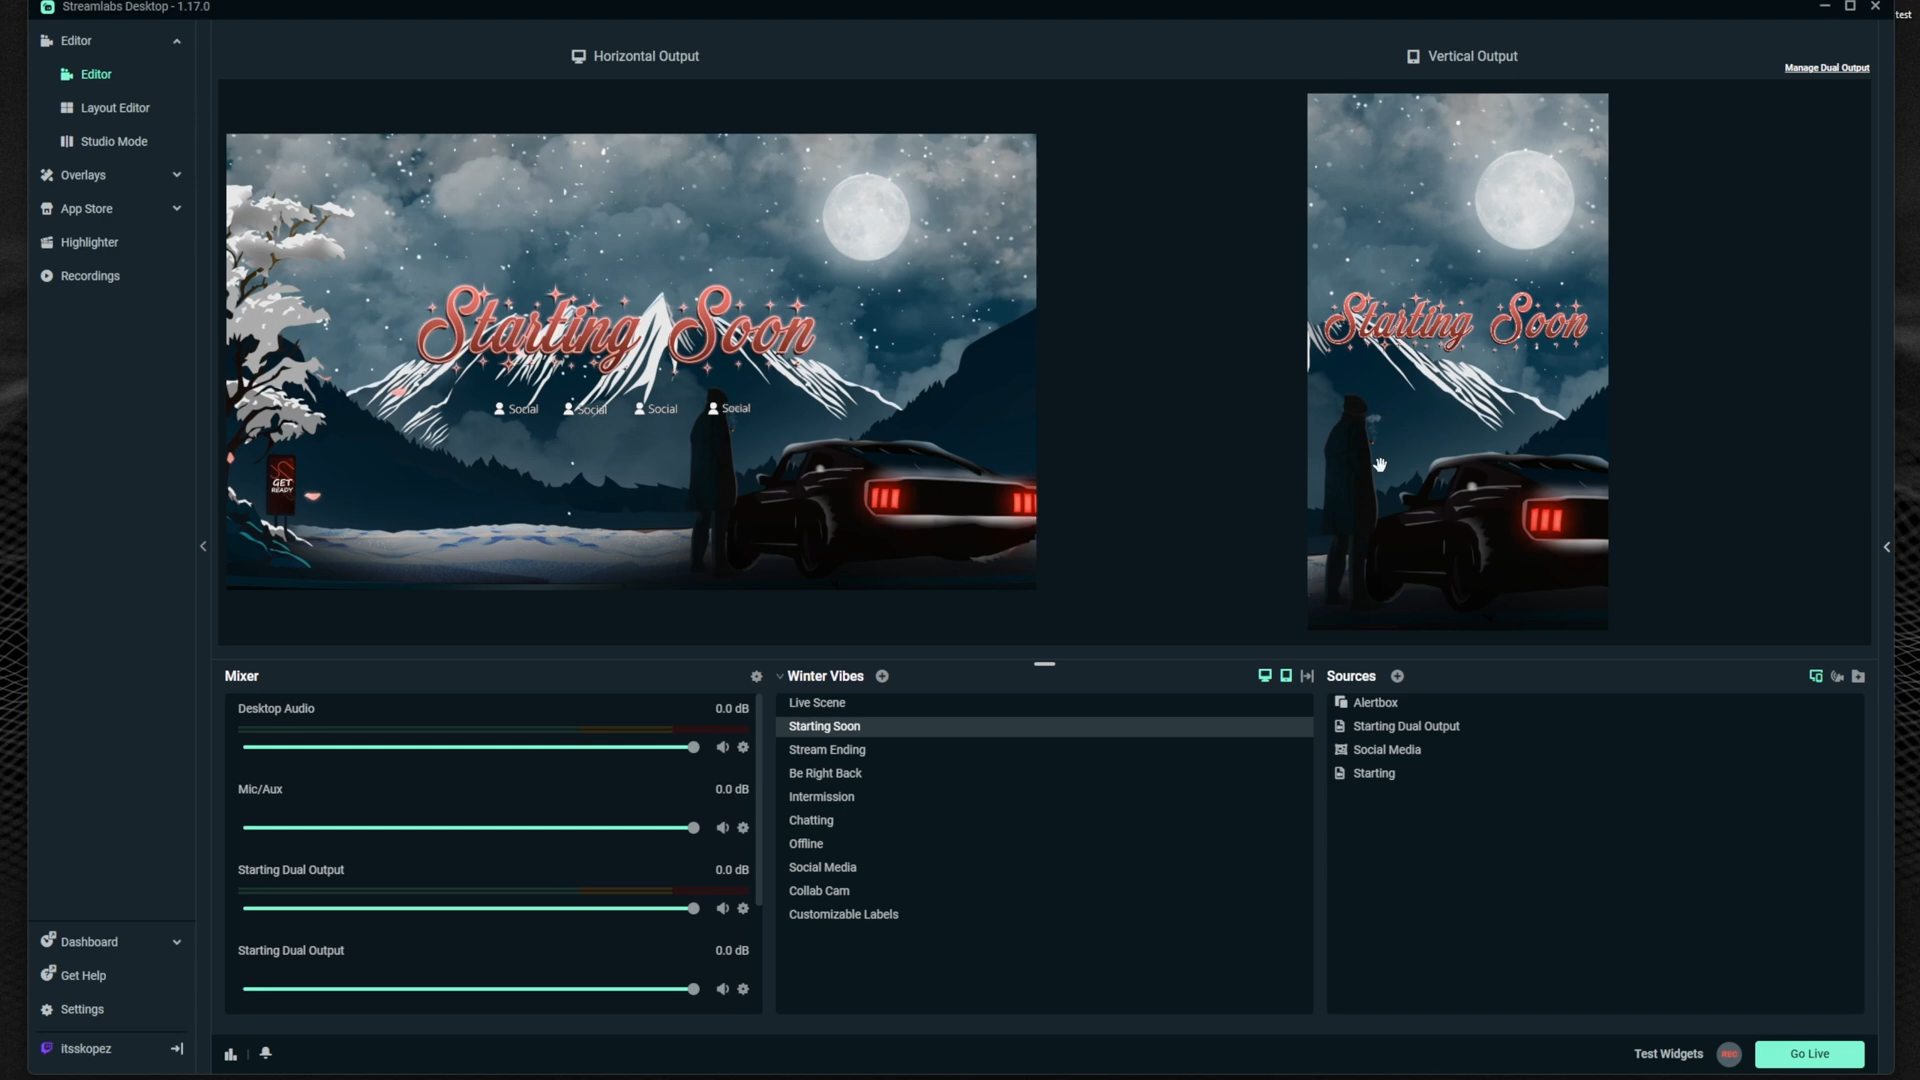 Streamlabs Desktop - 1.17.0
test
Editor
Editor
Layout Editor
Studio Mode
Overlays
App Store
Highlighter
Recordings
Horizontal Output
Vertical Output
Manage Dual Output
Starting Soon
Social Social Social Social
GET
READY
Starting Soon
Mixer
Desktop Audio 0.0 dB
Mic/Aux 0.0 dB
Starting Dual Output 0.0 dB
Starting Dual Output 0.0 dB
Winter Vibes
Live Scene
Starting Soon
Stream Ending
Be Right Back
Intermission
Chatting
Offline
Social Media
Collab Cam
Customizable Labels
Sources
Alertbox
Starting Dual Output
Social Media
Starting
Dashboard
Get Help
Settings
itsskopez
Test Widgets
REC
Go Live